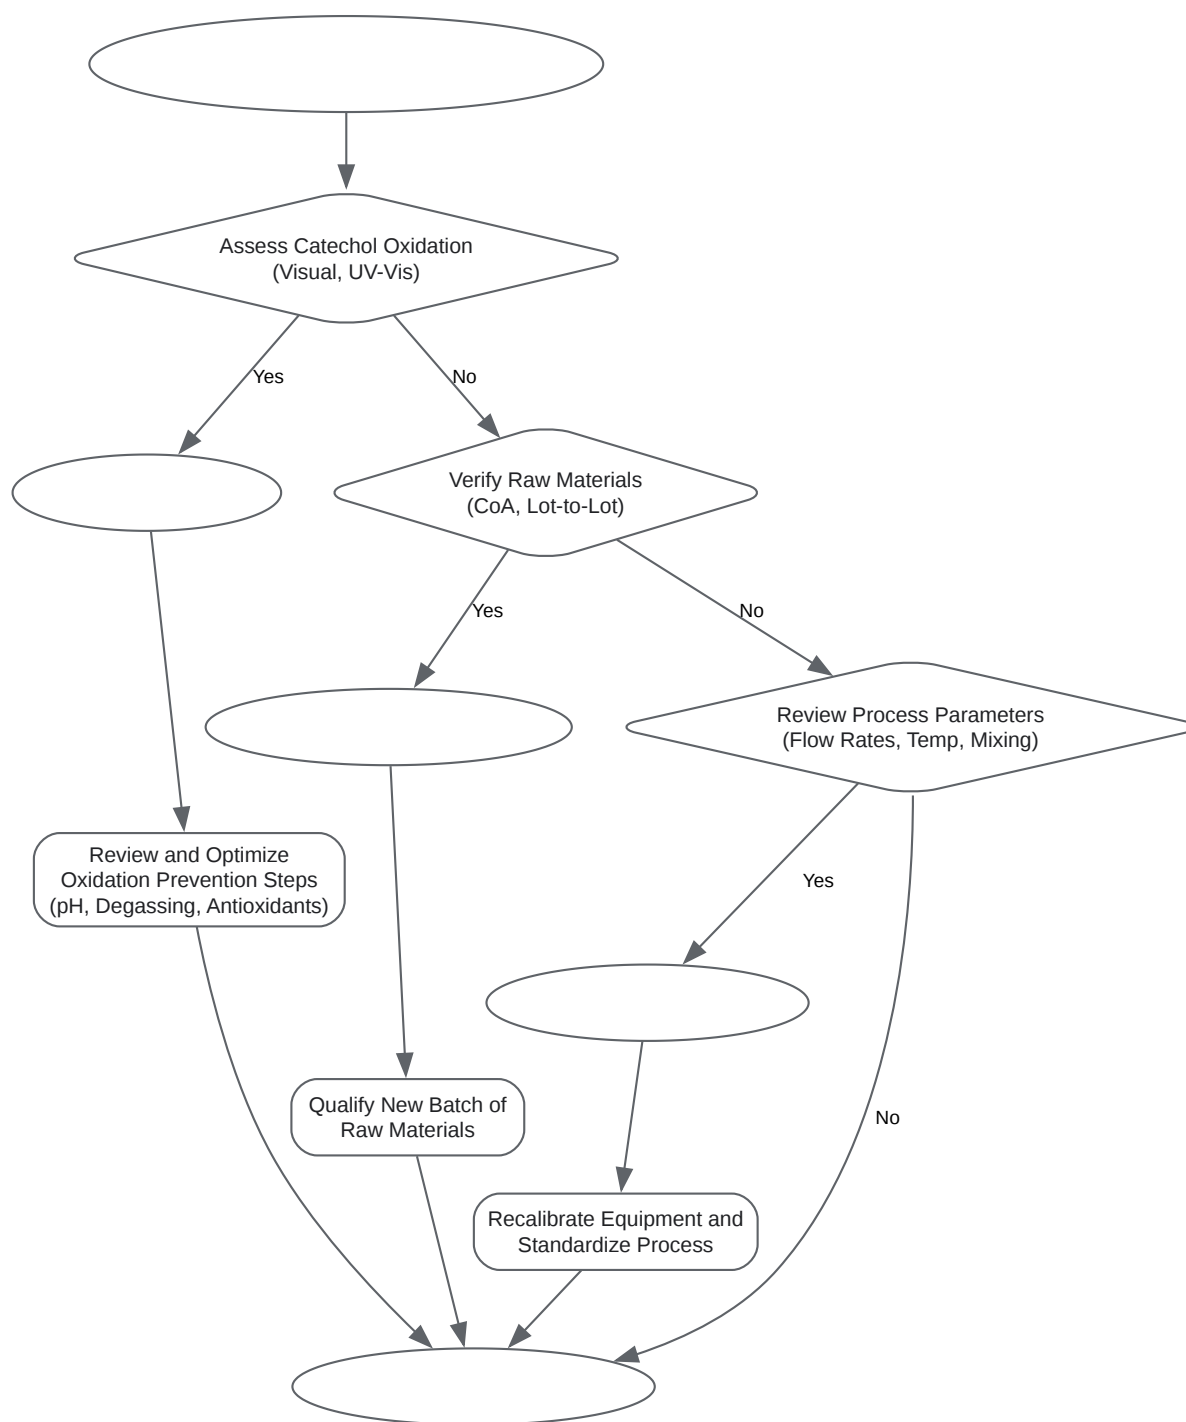 Assess Catechol Oxidation
(Visual, UV-Vis)
Yes
No
Verify Raw Materials
(CoA, Lot-to-Lot)
Yes
No
Review Process Parameters
(Flow Rates, Temp, Mixing)
Review and Optimize
Oxidation Prevention Steps
(pH, Degassing, Antioxidants)
Yes
Qualify New Batch of
Raw Materials
No
Recalibrate Equipment and
Standardize Process